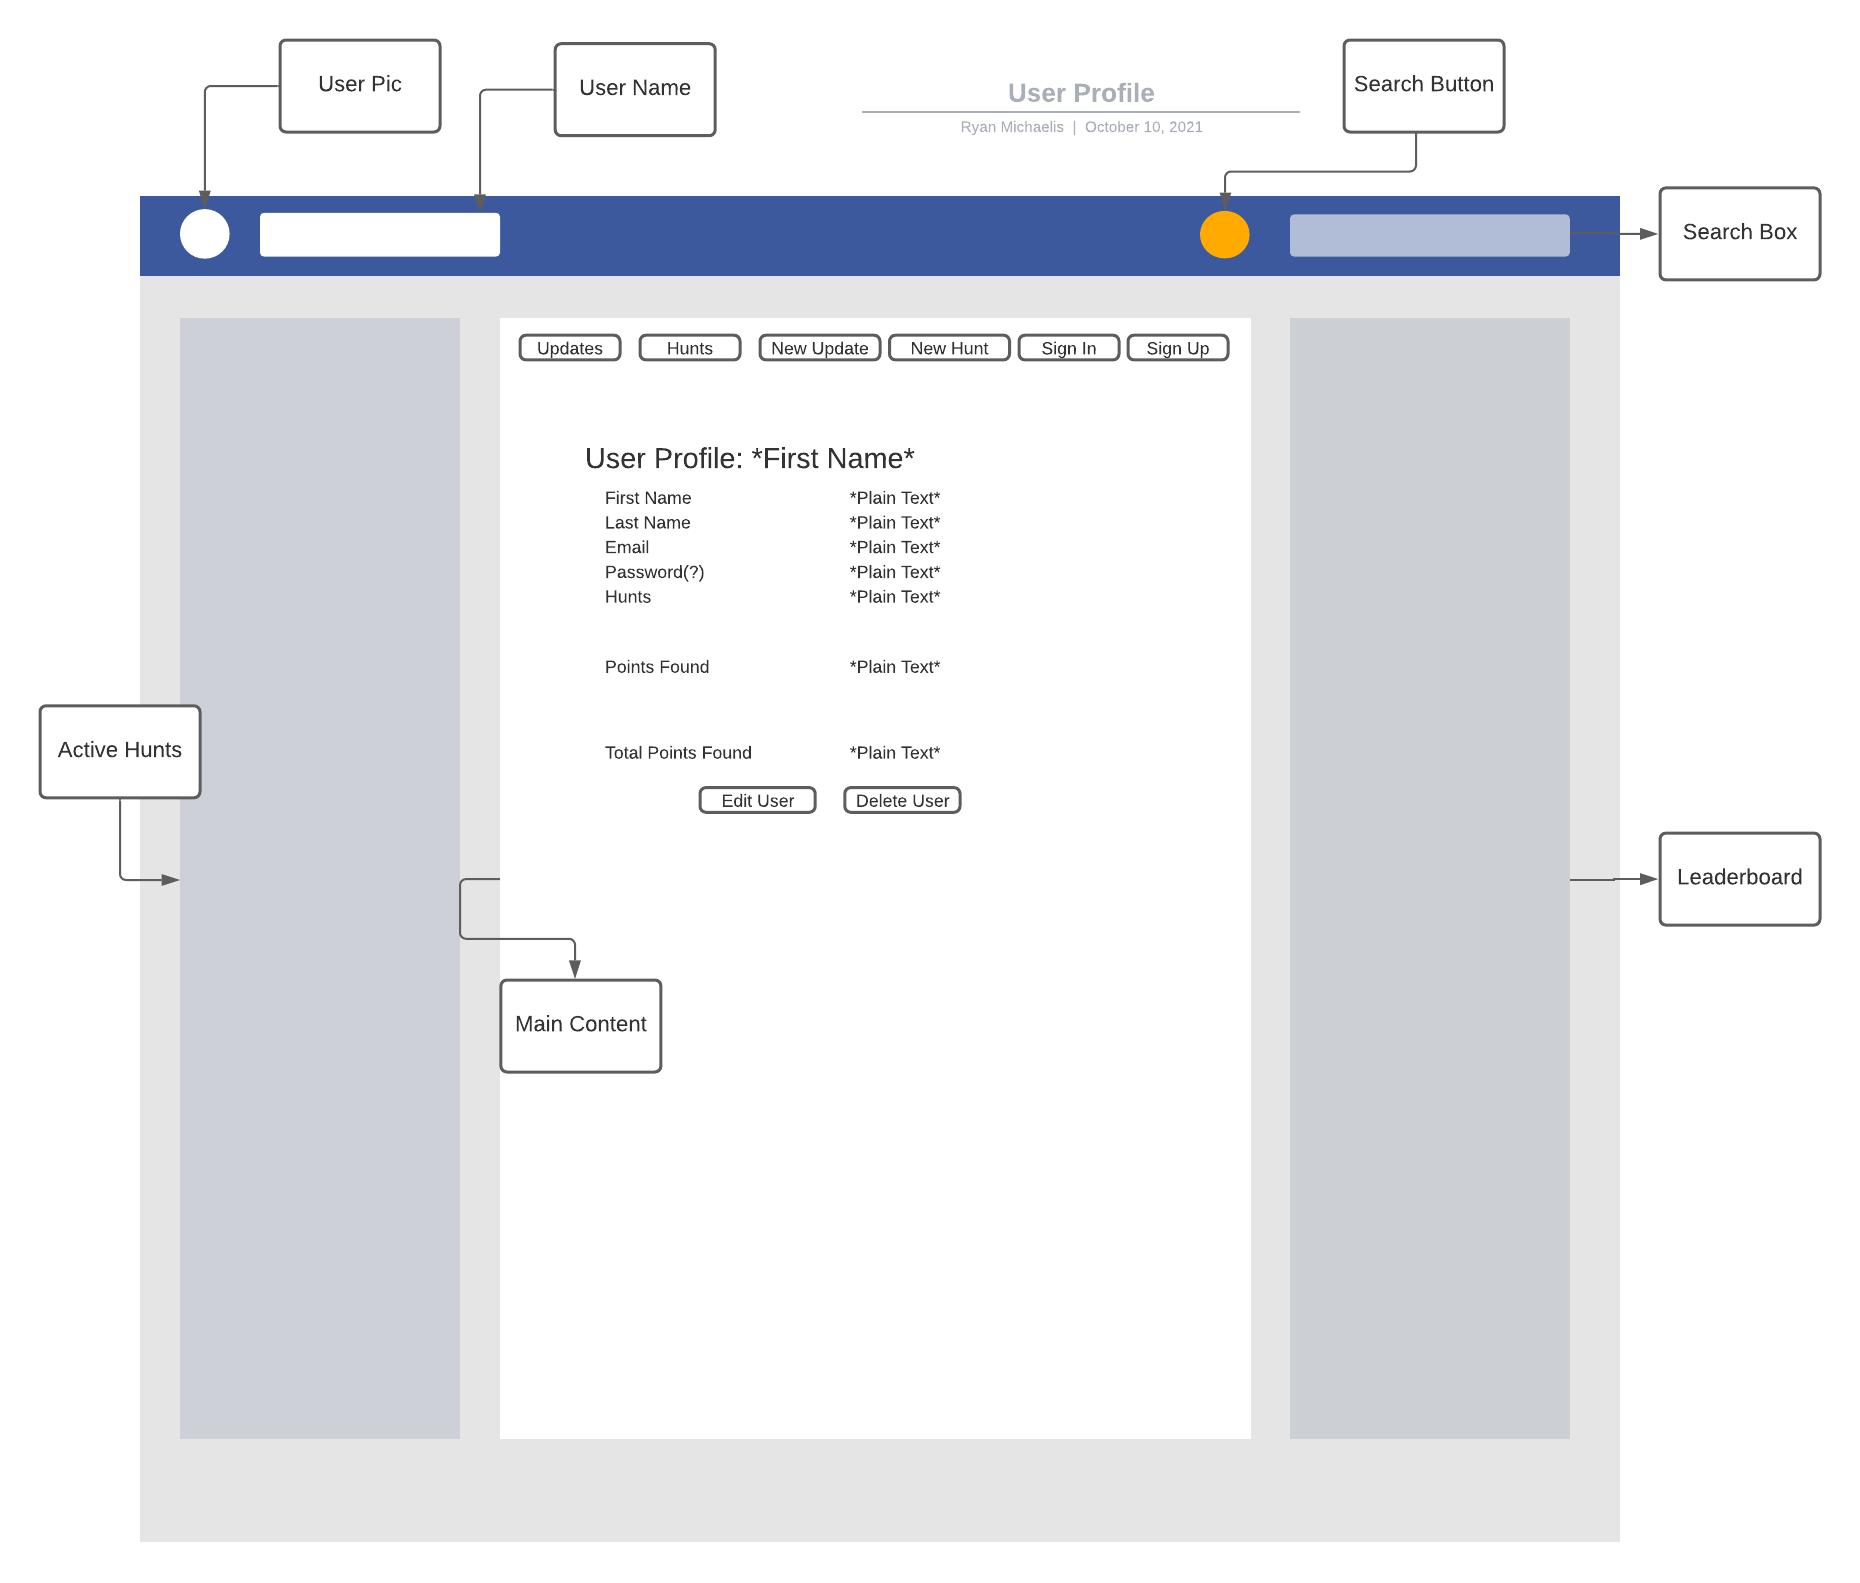 User Pic
User Name
User Profile
Ryan Michaelis | October 10, 2021
Search Button
Search Box
Updates
Hunts
New Update
New Hunt
Sign In
Sign Up
User Profile: *First Name*
First Name *Plain Text*
Last Name *Plain Text*
Email *Plain Text*
Password(?) *Plain Text*
Hunts *Plain Text*
Points Found *Plain Text*
Active Hunts
Total Points Found *Plain Text*
Edit User
Delete User
Leaderboard
Main Content